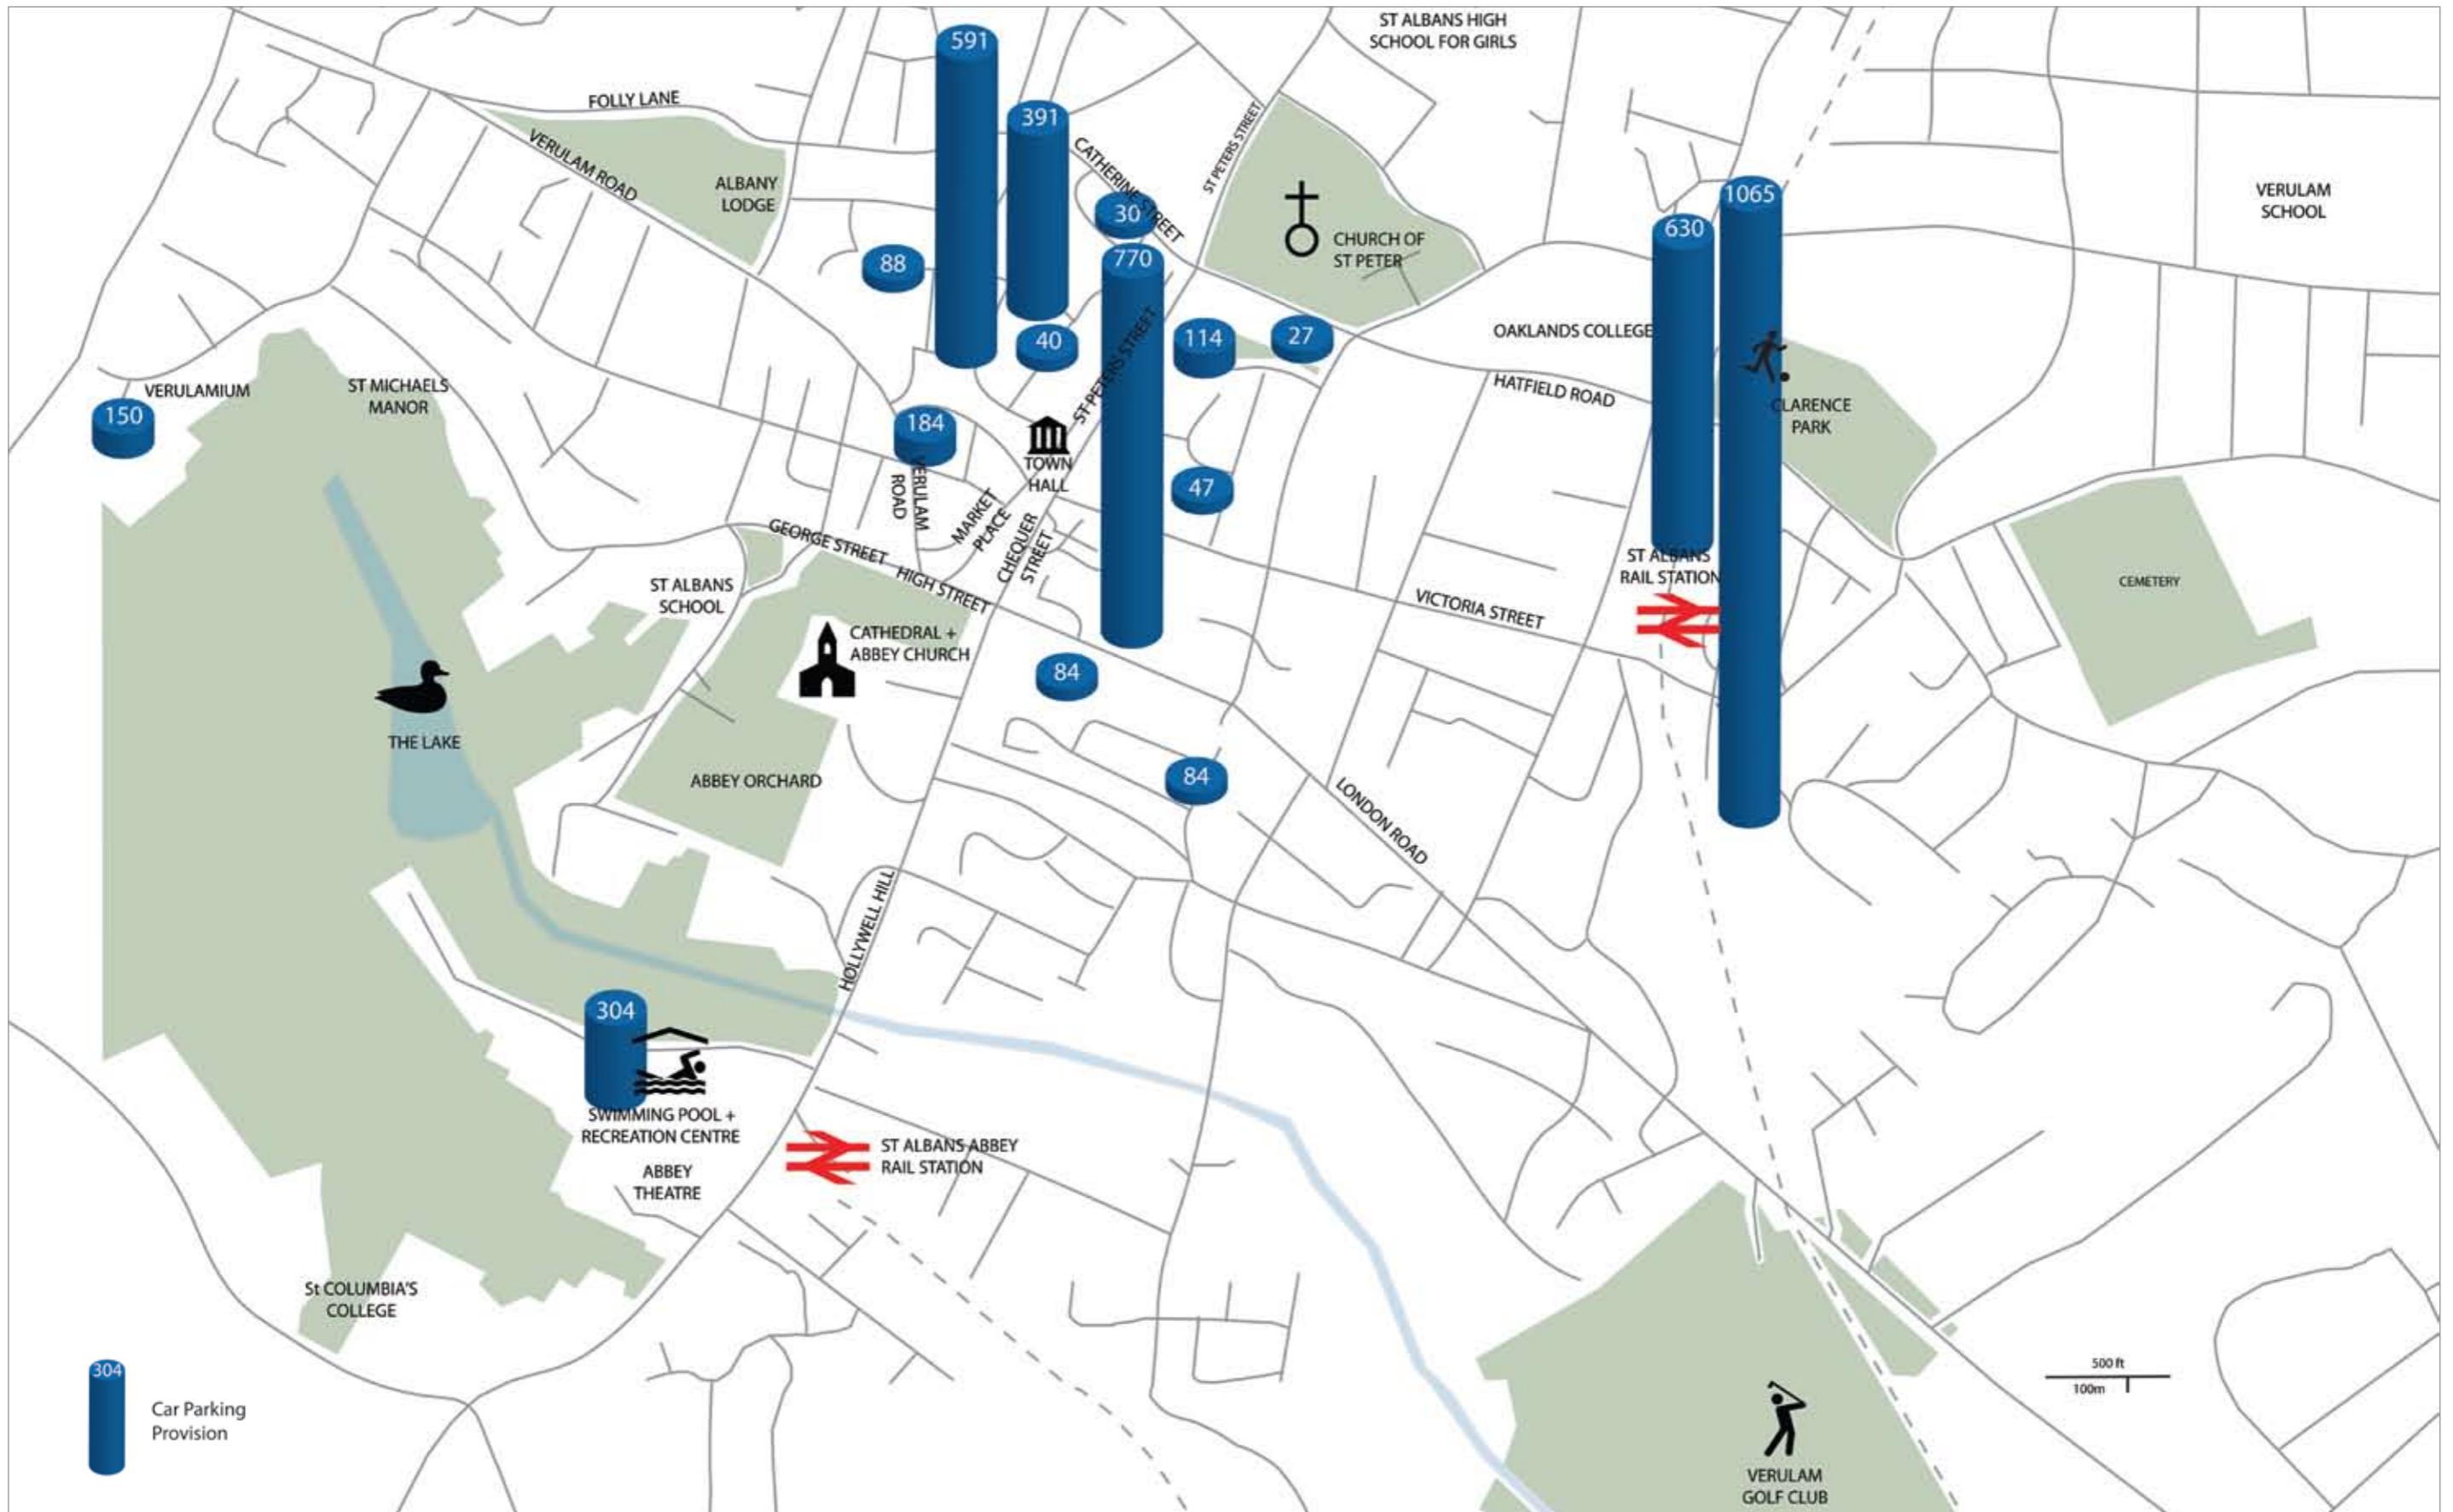 ST ALBANS HIGH
SCHOOL FOR GIRLS
591
FOLLY LANE
391
ST PETERS STREET
CATHERINE STREET
VERULAM ROAD
ALBANY
LODGE
30
1065
VERULAM
SCHOOL
630
CHURCH OF
ST PETER
88
770
ST PETERS STREET
114
27
40
OAKLANDS COLLEGE
HATFIELD ROAD
CLARENCE
PARK
VERULAMIUM
150
ST MICHAELS
MANOR
184
TOWN
HALL
47
VERULAM
ROAD
MARKET
PLACE
CHEQUER
STREET
GEORGE STREET
HIGH STREET
ST ALBANS
SCHOOL
ST ALBANS
RAIL STATION
VICTORIA STREET
CEMETERY
CATHEDRAL +
ABBEY CHURCH
84
THE LAKE
ABBEY ORCHARD
84
LONDON ROAD
HOLLYWELL HILL
304
SWIMMING POOL +
RECREATION CENTRE
ABBEY
THEATRE
ST ALBANS ABBEY
RAIL STATION
St COLUMBIA'S
COLLEGE
304
Car Parking
Provision
500 ft
100m
VERULAM
GOLF CLUB